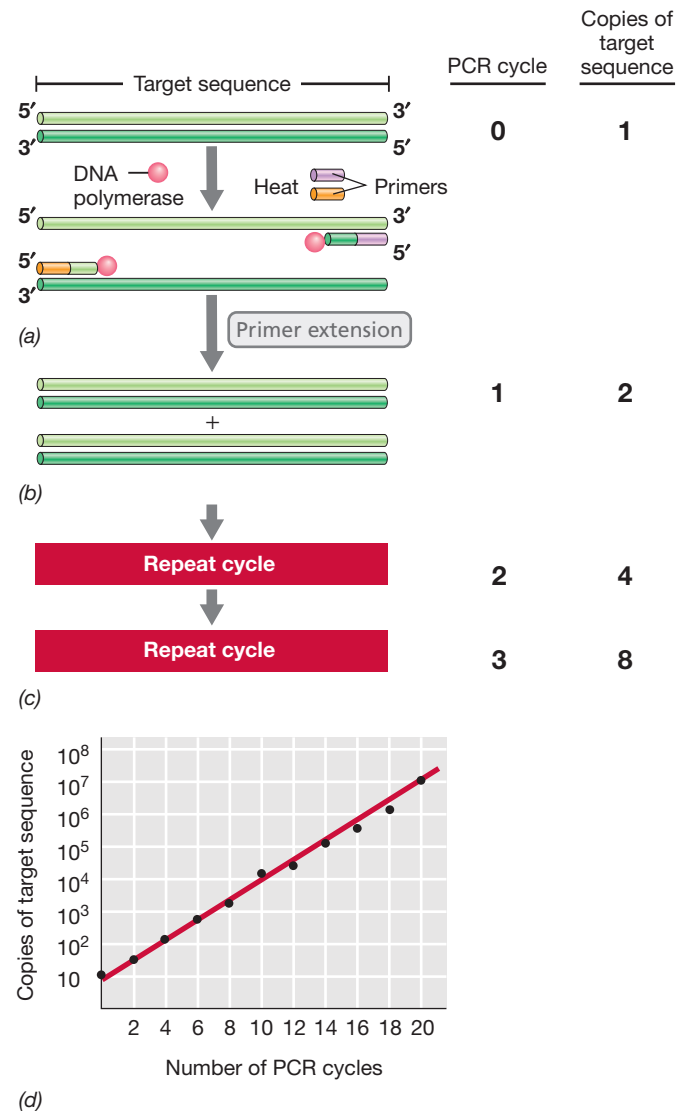 Copies of
target
PCR cycle sequence
Target sequence
5′ 3′
3′ 5′
0 1
DNA
polymerase
Heat Primers
5′ 3′
5′
5′
3′
(a)
Primer extension
1 2
+
(b)
Repeat cycle
2 4
Repeat cycle
3 8
(c)
Copies of target sequence
10⁸
10⁷
10⁶
10⁵
10⁴
10³
10²
10
2 4 6 8 10 12 14 16 18 20
Number of PCR cycles
(d)